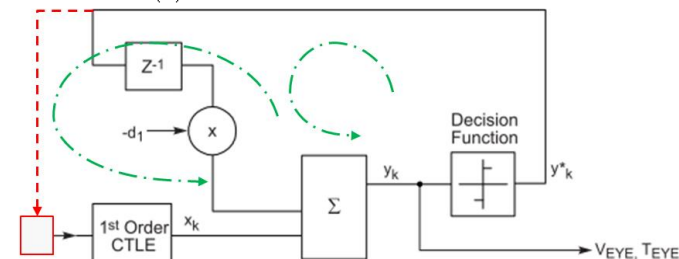 Z-1
-d1
x
Decision
Function
yk
y*k
Σ
1st Order
CTLE
xk
VEYE, TEYE